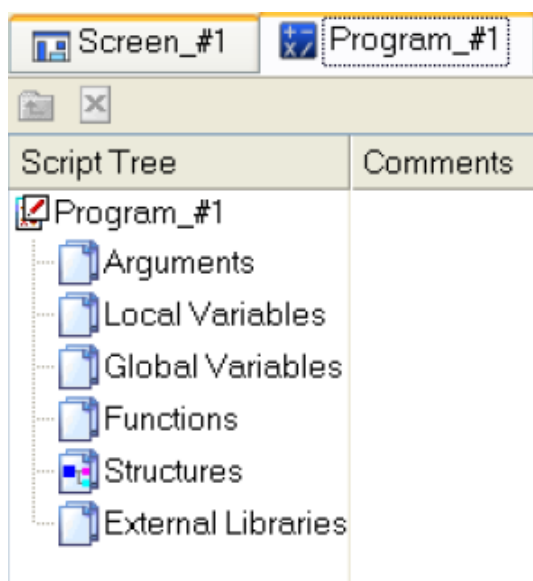 Screen_#1 Program_#1
Script Tree Comments
Program_#1
Arguments
Local Variables
Global Variables
Functions
Structures
External Libraries